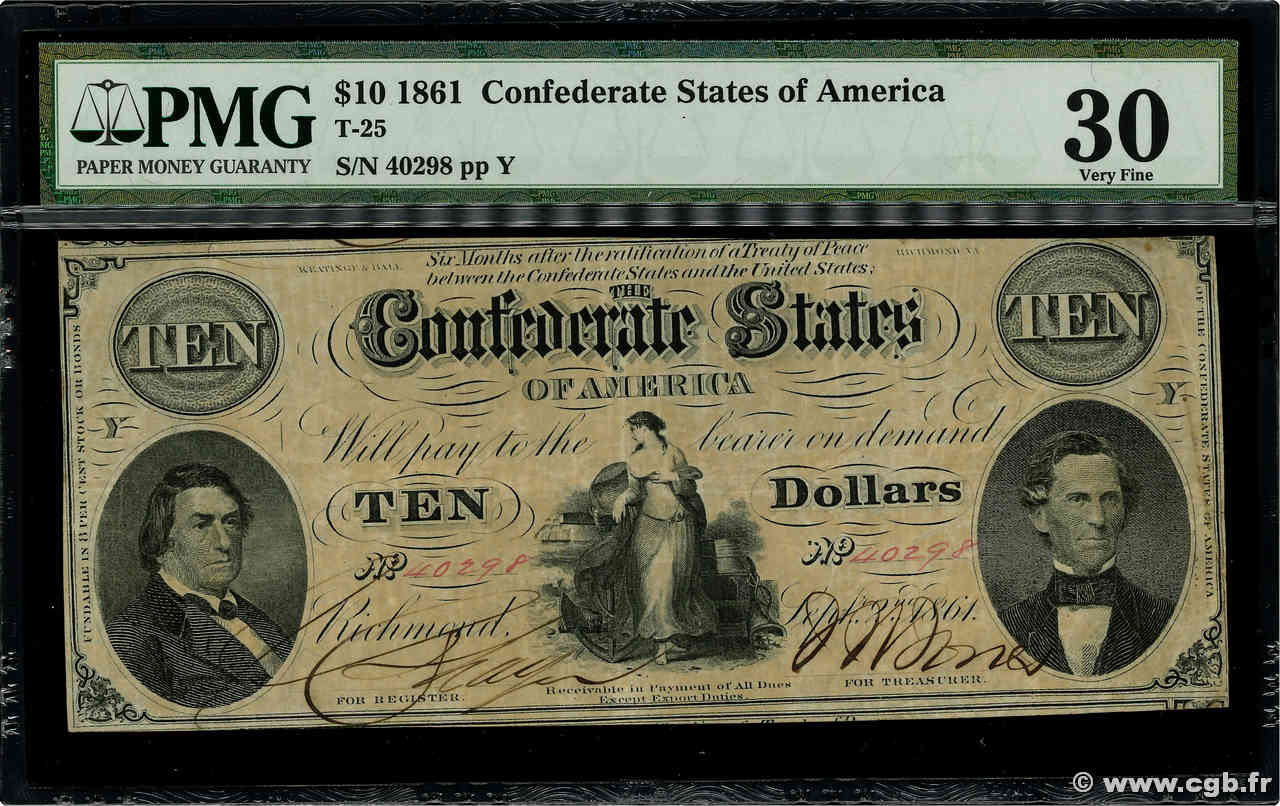 PMG
PAPER MONEY GUARANTY
$10 1861 Confederate States of America
T-25
S/N 40298 pp Y
30
Very Fine
Six Months after the ratification of a Treaty of Peace
between the Confederate States and the United States;
KEATINGE & BALL
RICHMOND, VA
THE
Confederate States
OF AMERICA
TEN
TEN
Y
Y
FUNDABLE IN 8 PER CENT STOCK OR BONDS
OF THE CONFEDERATE STATES OF AMERICA
Will pay to the bearer on demand
TEN Dollars
No 40298
No 40298
Richmond, Sept. 2, 1861.
FOR REGISTER.
FOR TREASURER.
Receivable in Payment of All Dues
Except Export Duties.
© www.cgb.fr